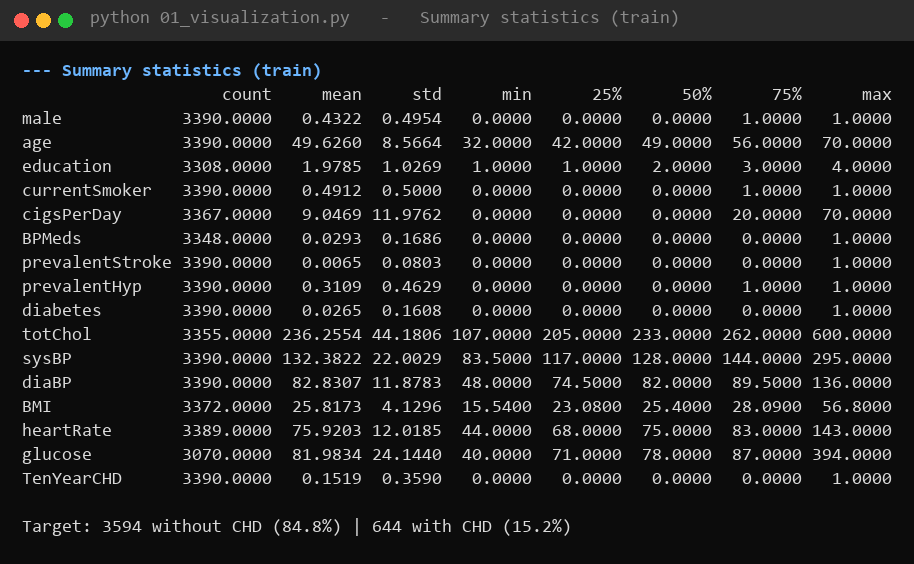 python 01_visualization.py - Summary statistics (train)
--- Summary statistics (train)
count mean std min 25% 50% 75% max
male 3390.0000 0.4322 0.4954 0.0000 0.0000 0.0000 1.0000 1.0000
age 3390.0000 49.6260 8.5664 32.0000 42.0000 49.0000 56.0000 70.0000
education 3308.0000 1.9785 1.0269 1.0000 1.0000 2.0000 3.0000 4.0000
currentSmoker 3390.0000 0.4912 0.5000 0.0000 0.0000 0.0000 1.0000 1.0000
cigsPerDay 3367.0000 9.0469 11.9762 0.0000 0.0000 0.0000 20.0000 70.0000
BPMeds 3348.0000 0.0293 0.1686 0.0000 0.0000 0.0000 0.0000 1.0000
prevalentStroke 3390.0000 0.0065 0.0803 0.0000 0.0000 0.0000 0.0000 1.0000
prevalentHyp 3390.0000 0.3109 0.4629 0.0000 0.0000 0.0000 1.0000 1.0000
diabetes 3390.0000 0.0265 0.1608 0.0000 0.0000 0.0000 0.0000 1.0000
totChol 3355.0000 236.2554 44.1806 107.0000 205.0000 233.0000 262.0000 600.0000
sysBP 3390.0000 132.3822 22.0029 83.5000 117.0000 128.0000 144.0000 295.0000
diaBP 3390.0000 82.8307 11.8783 48.0000 74.5000 82.0000 89.5000 136.0000
BMI 3372.0000 25.8173 4.1296 15.5400 23.0800 25.4000 28.0900 56.8000
heartRate 3389.0000 75.9203 12.0185 44.0000 68.0000 75.0000 83.0000 143.0000
glucose 3070.0000 81.9834 24.1440 40.0000 71.0000 78.0000 87.0000 394.0000
TenYearCHD 3390.0000 0.1519 0.3590 0.0000 0.0000 0.0000 0.0000 1.0000
Target: 3594 without CHD (84.8%) | 644 with CHD (15.2%)